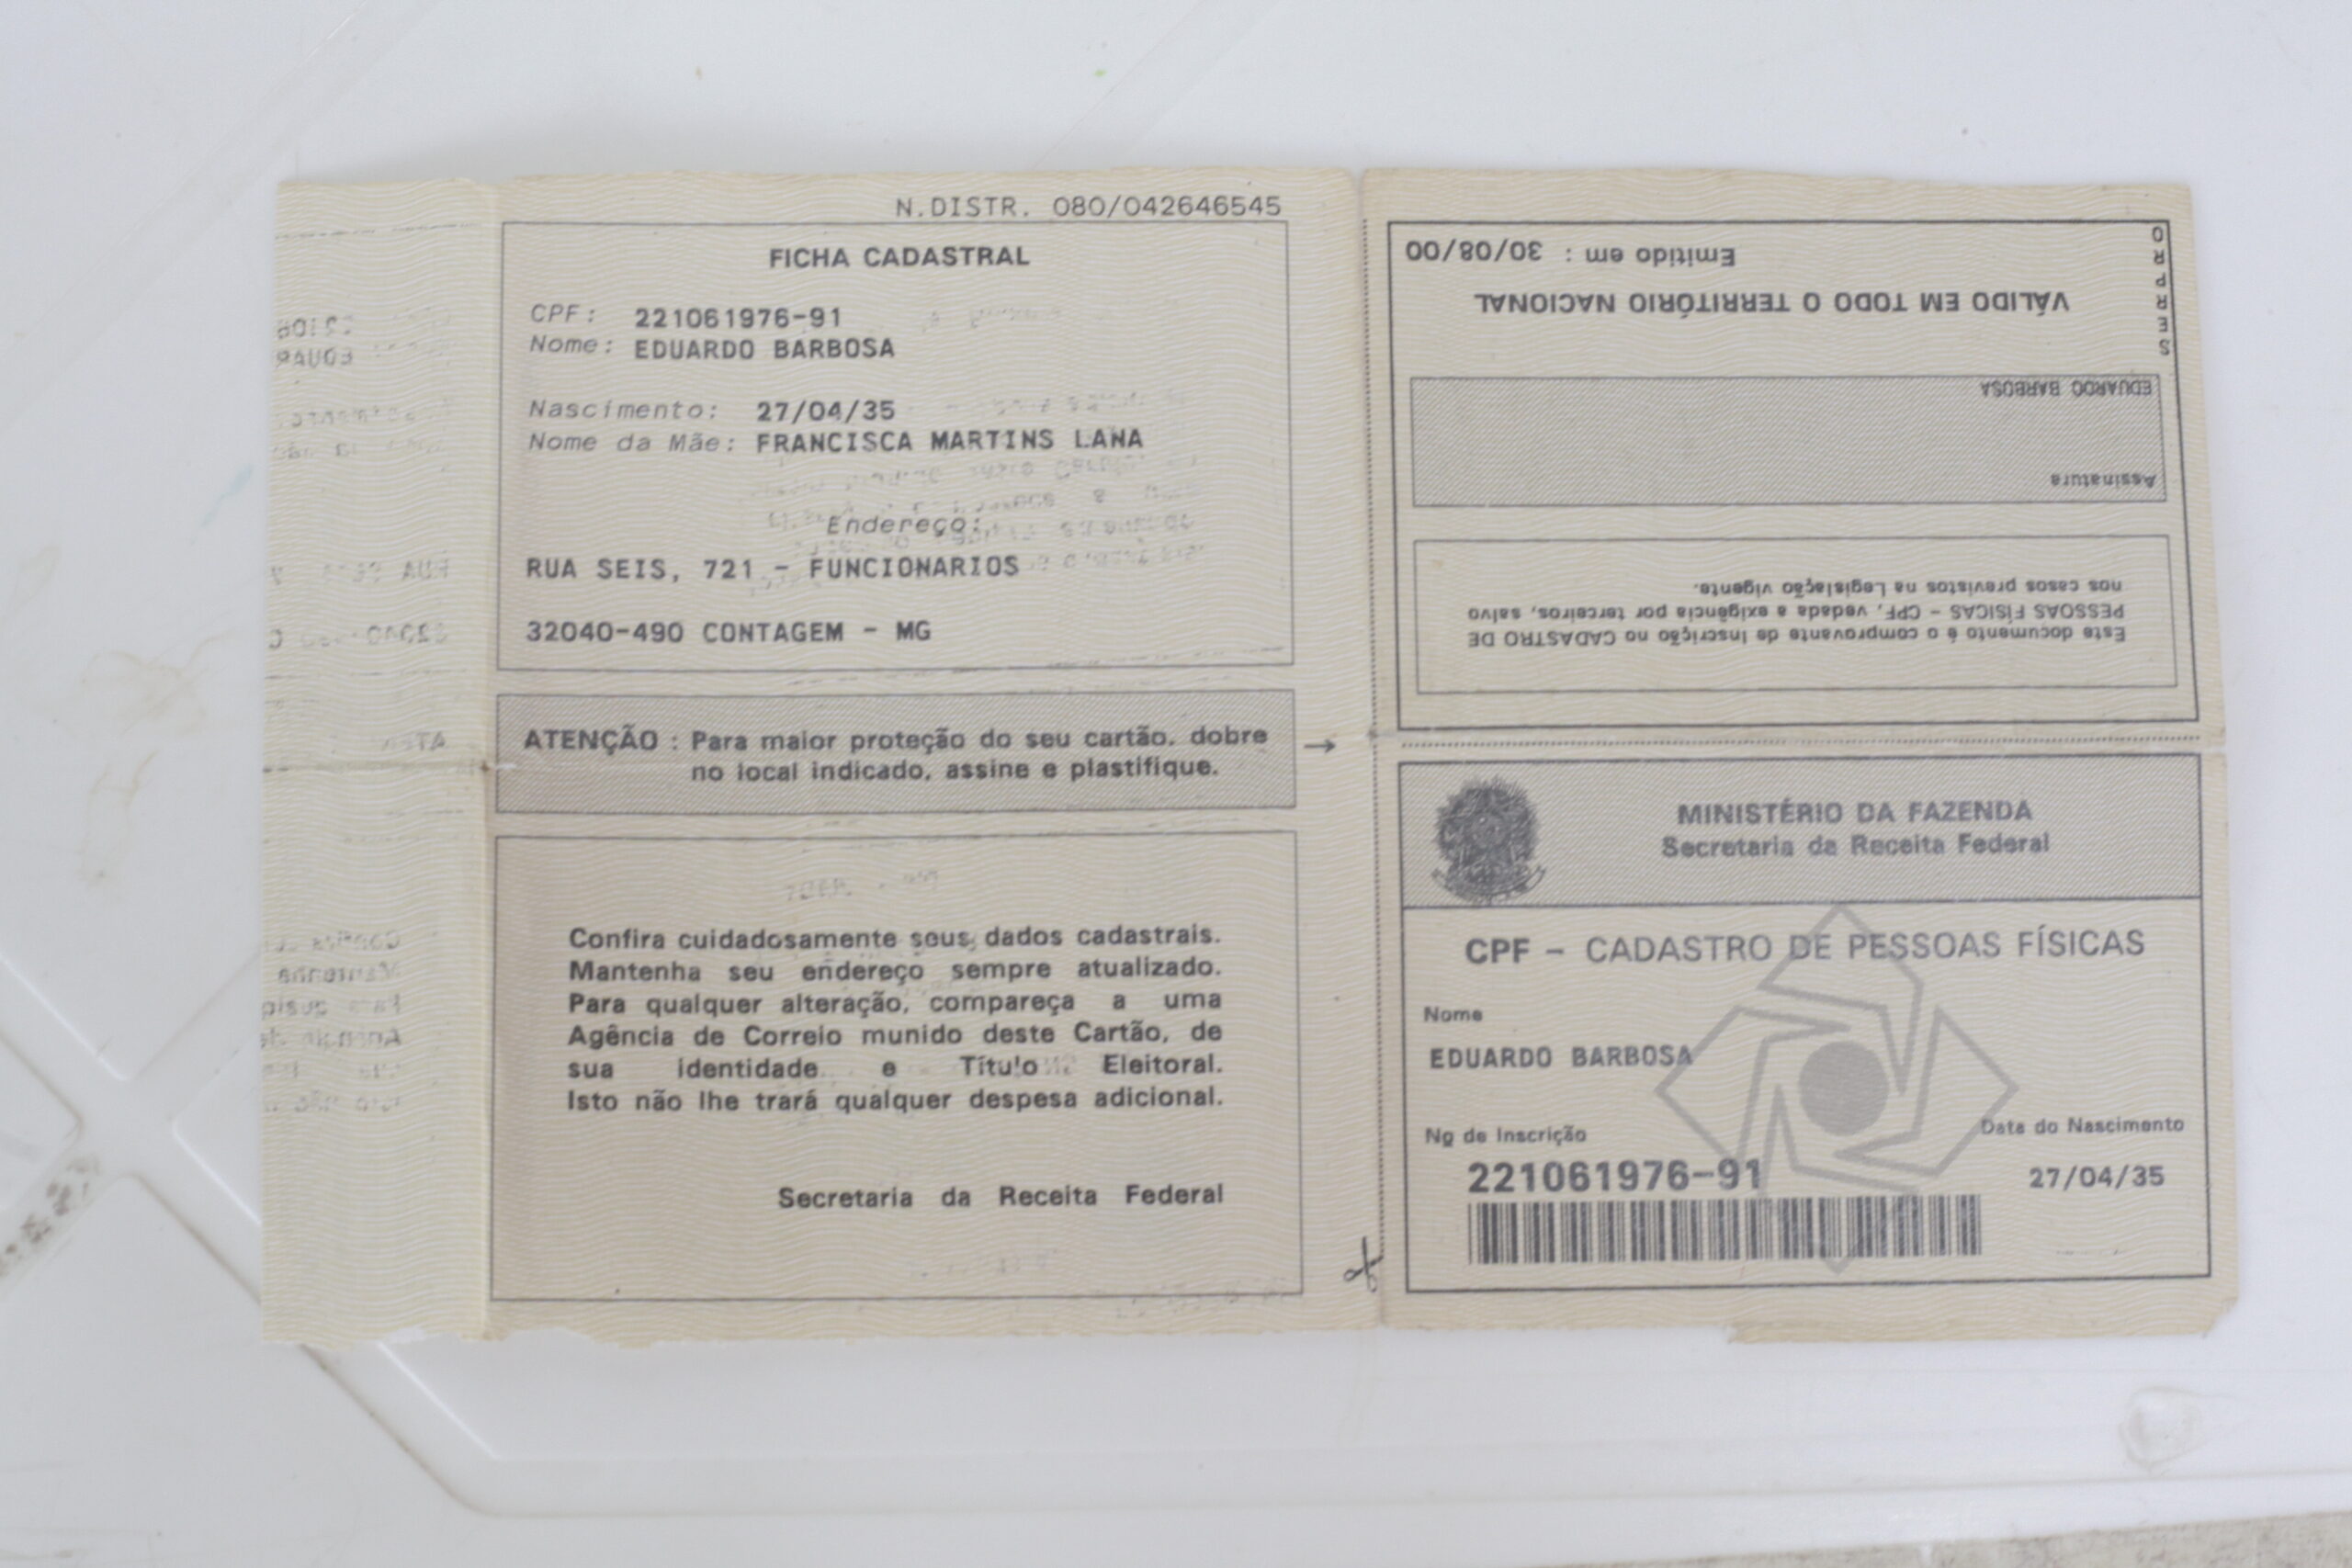 N.DISTR. 080/042646545
FICHA CADASTRAL
CPF: 221061976-91
Nome: EDUARDO BARBOSA
Nascimento: 27/04/35
Nome da Mãe: FRANCISCA MARTINS LANA
Endereço:
RUA SEIS, 721 - FUNCIONARIOS
32040-490 CONTAGEM - MG
ATENÇÃO : Para maior proteção do seu cartão, dobre
no local indicado, assine e plastifique.
Confira cuidadosamente seus dados cadastrais.
Mantenha seu endereço sempre atualizado.
Para qualquer alteração, compareça a uma
Agência de Correio munido deste Cartão, de
sua identidade e Título Eleitoral.
Isto não lhe trará qualquer despesa adicional.
Secretaria da Receita Federal
Este documento é o comprovante de Inscrição no CADASTRO DE
PESSOAS FÍSICAS - CPF, vedada a exigência por terceiros, salvo
nos casos previstos na Legislação vigente.
Assinatura
EDUARDO BARBOSA
VÁLIDO EM TODO O TERRITÓRIO NACIONAL
Emitido em : 30/08/00
SERPRO
MINISTÉRIO DA FAZENDA
Secretaria da Receita Federal
CPF - CADASTRO DE PESSOAS FÍSICAS
Nome
EDUARDO BARBOSA
Nº de Inscrição
Data do Nascimento
221061976-91
27/04/35